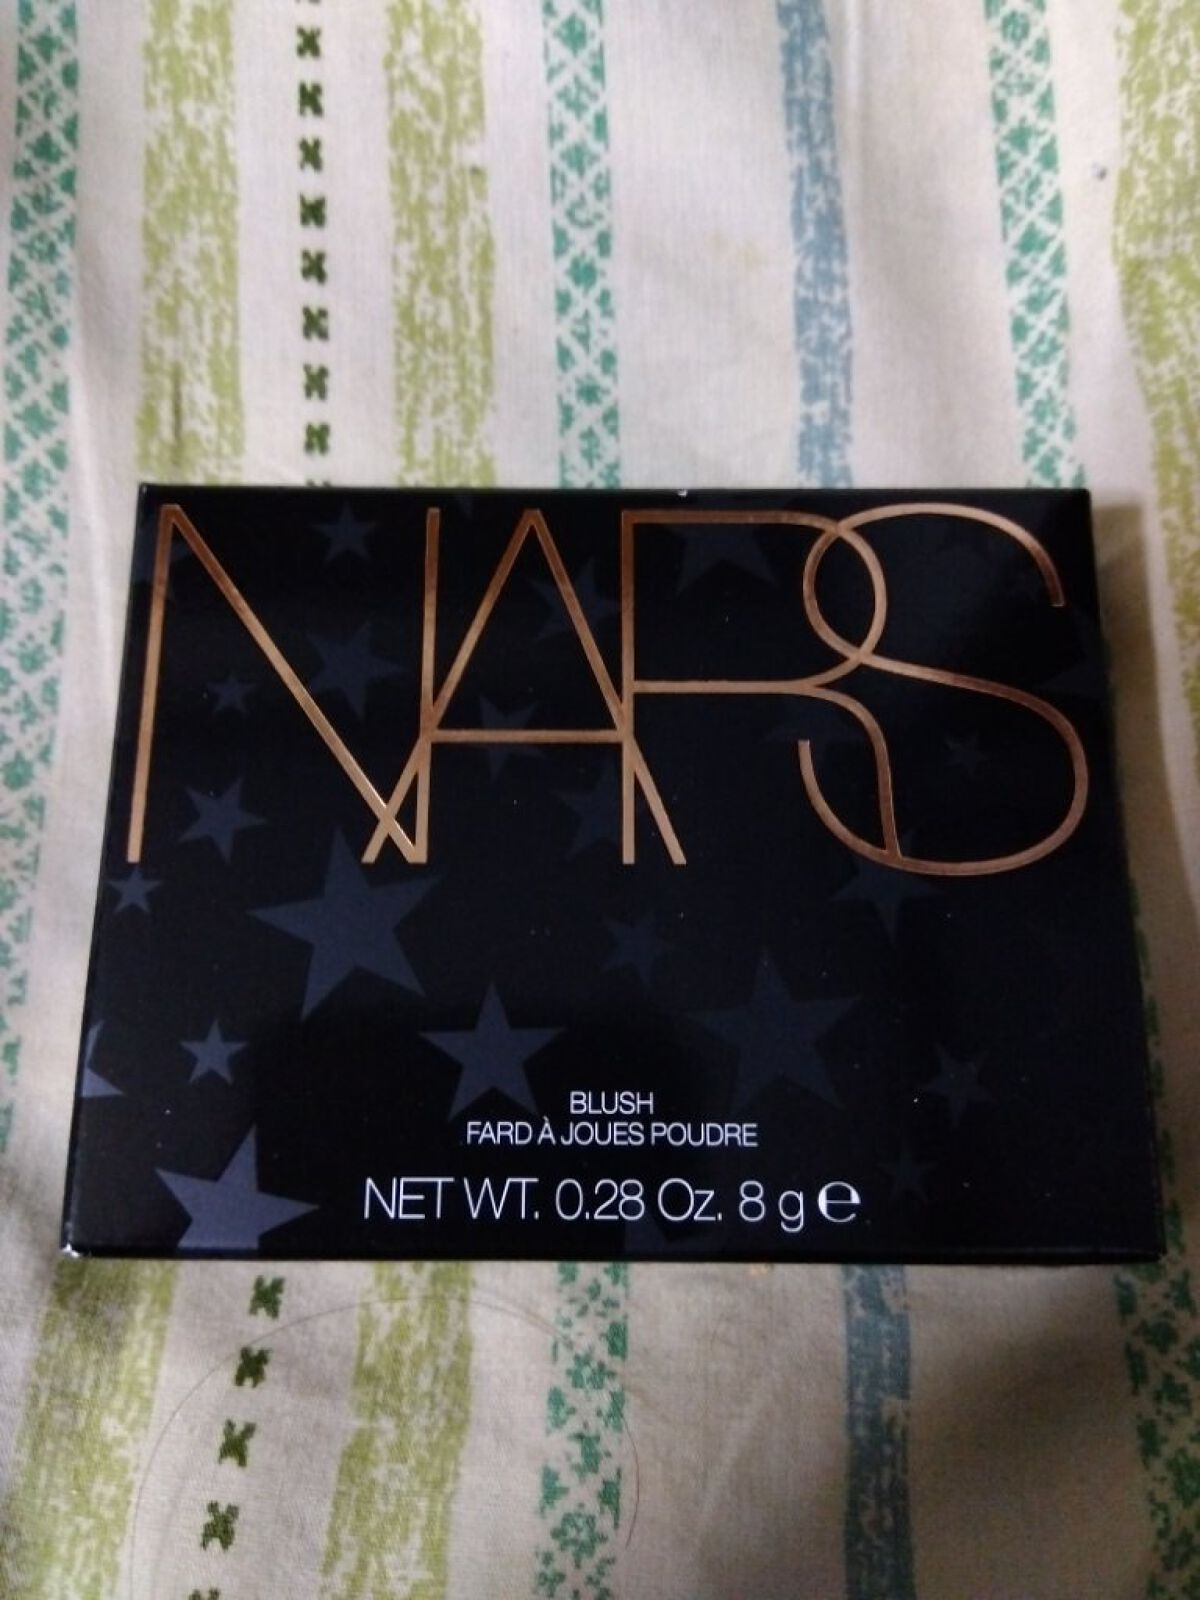 NARS
BLUSH
FARD À JOUES POUDRE
NET WT. 0.28 Oz. 8 g ℮